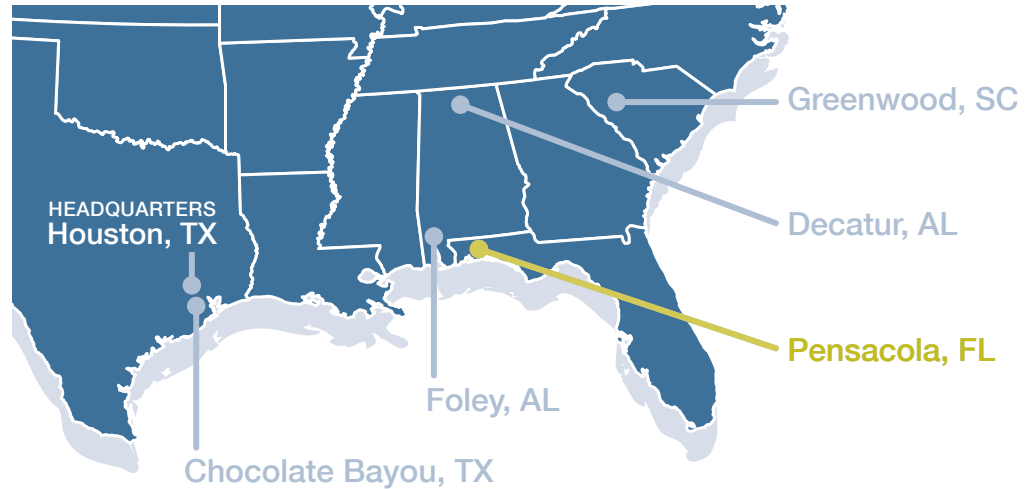 Greenwood, SC
HEADQUARTERS
Houston, TX
Decatur, AL
Pensacola, FL
Foley, AL
Chocolate Bayou, TX